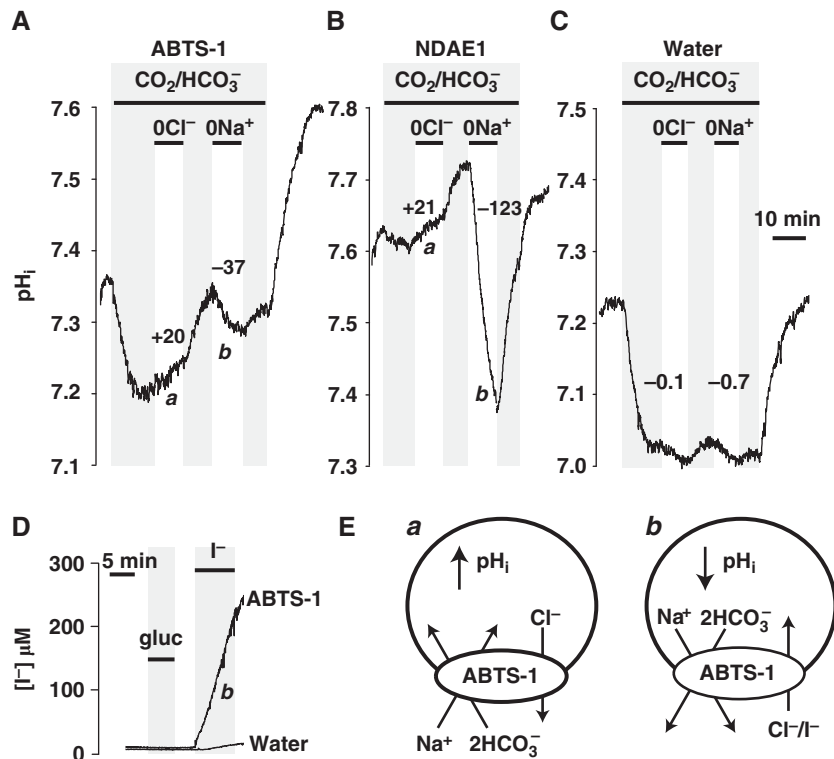 A
ABTS-1
CO₂/HCO₃⁻
0Cl⁻ 0Na⁺
7.6
7.5
7.4
7.3
7.2
7.1
pHᵢ
+20
–37
a
b
B
NDAE1
CO₂/HCO₃⁻
0Cl⁻ 0Na⁺
7.8
7.7
7.6
7.5
7.4
7.3
+21
–123
a
b
C
Water
CO₂/HCO₃⁻
0Cl⁻ 0Na⁺
7.5
7.4
7.3
7.2
7.1
7.0
10 min
–0.1
–0.7
D
[I⁻] μM
300
200
100
0
5 min
gluc
I⁻
ABTS-1
b
Water
E
a
pHᵢ
Cl⁻
ABTS-1
Na⁺ 2HCO₃⁻
b
pHᵢ
Na⁺ 2HCO₃⁻
ABTS-1
Cl⁻/I⁻